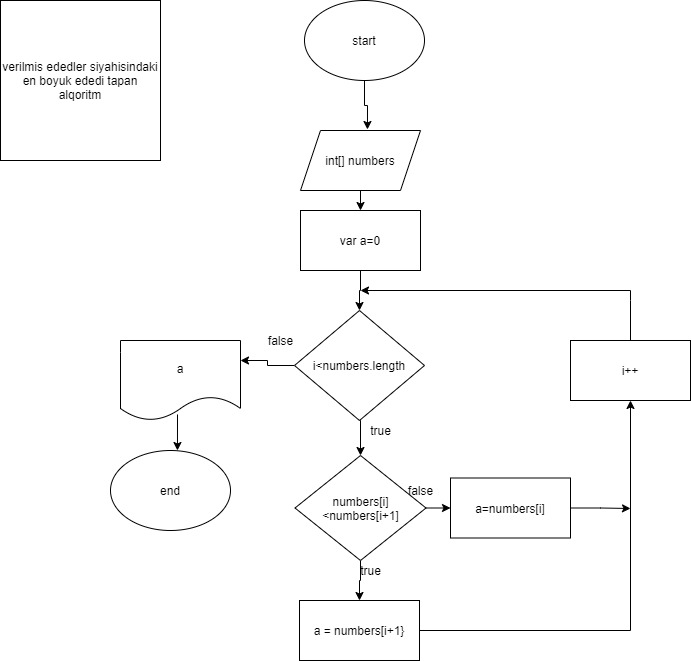 verilmis ededler siyahisindaki
en boyuk ededi tapan
alqoritm
start
int[] numbers
var a=0
i<numbers.length
false
a
end
true
i++
numbers[i]
<numbers[i+1]
false
a=numbers[i]
true
a = numbers[i+1}